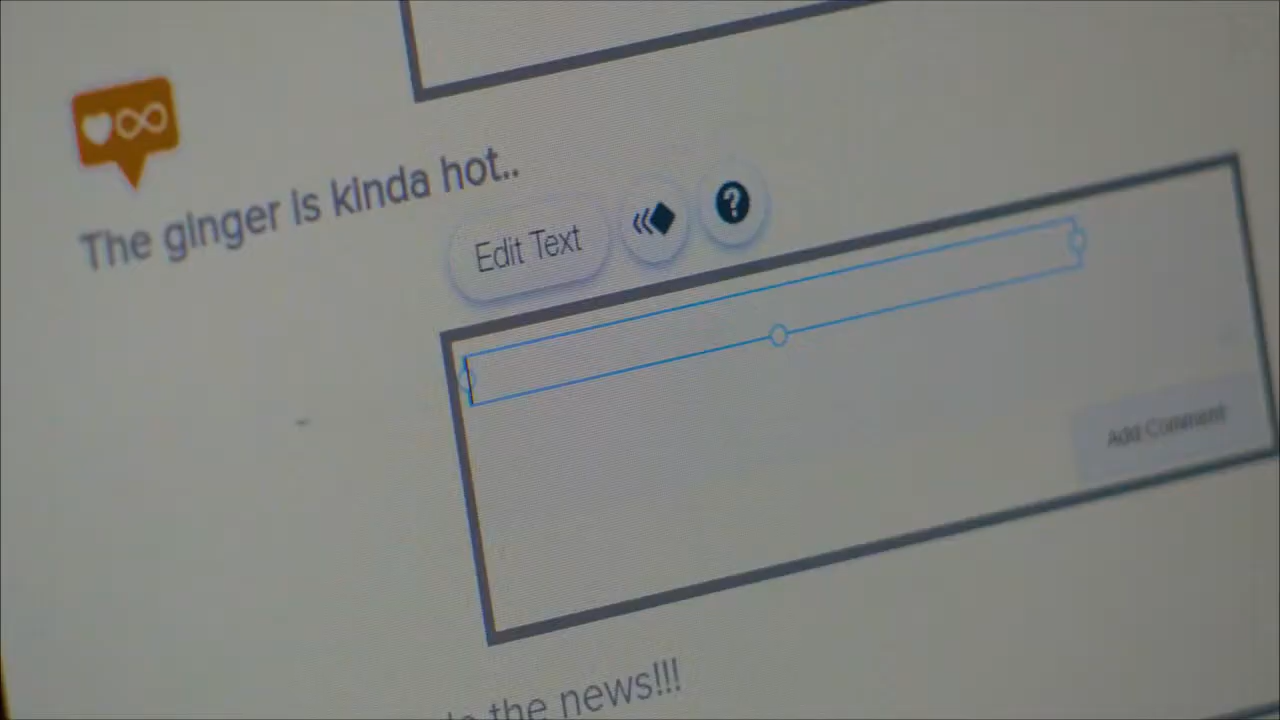 The ginger is kinda hot..
Edit Text
Add Comment
the news!!!